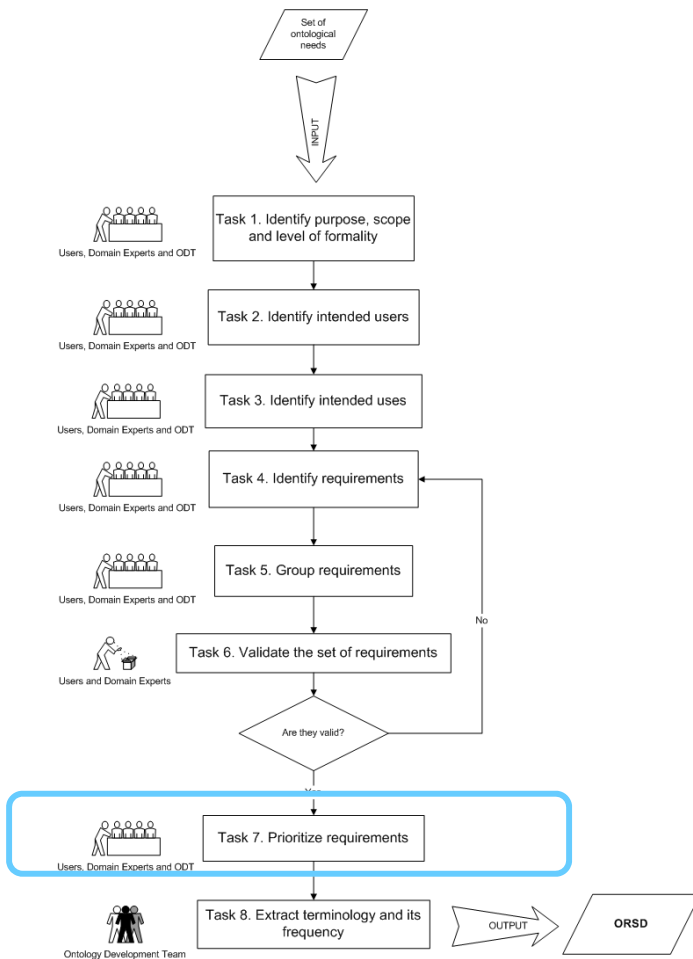 Set of
ontological
needs
INPUT
Task 1. Identify purpose, scope
and level of formality
Users, Domain Experts and ODT
Task 2. Identify intended users
Users, Domain Experts and ODT
Task 3. Identify intended uses
Users, Domain Experts and ODT
Task 4. Identify requirements
Users, Domain Experts and ODT
Task 5. Group requirements
Users, Domain Experts and ODT
No
Task 6. Validate the set of requirements
Users and Domain Experts
Are they valid?
Yes
Task 7. Prioritize requirements
Users, Domain Experts and ODT
Task 8. Extract terminology and its
frequency
Ontology Development Team
OUTPUT
ORSD